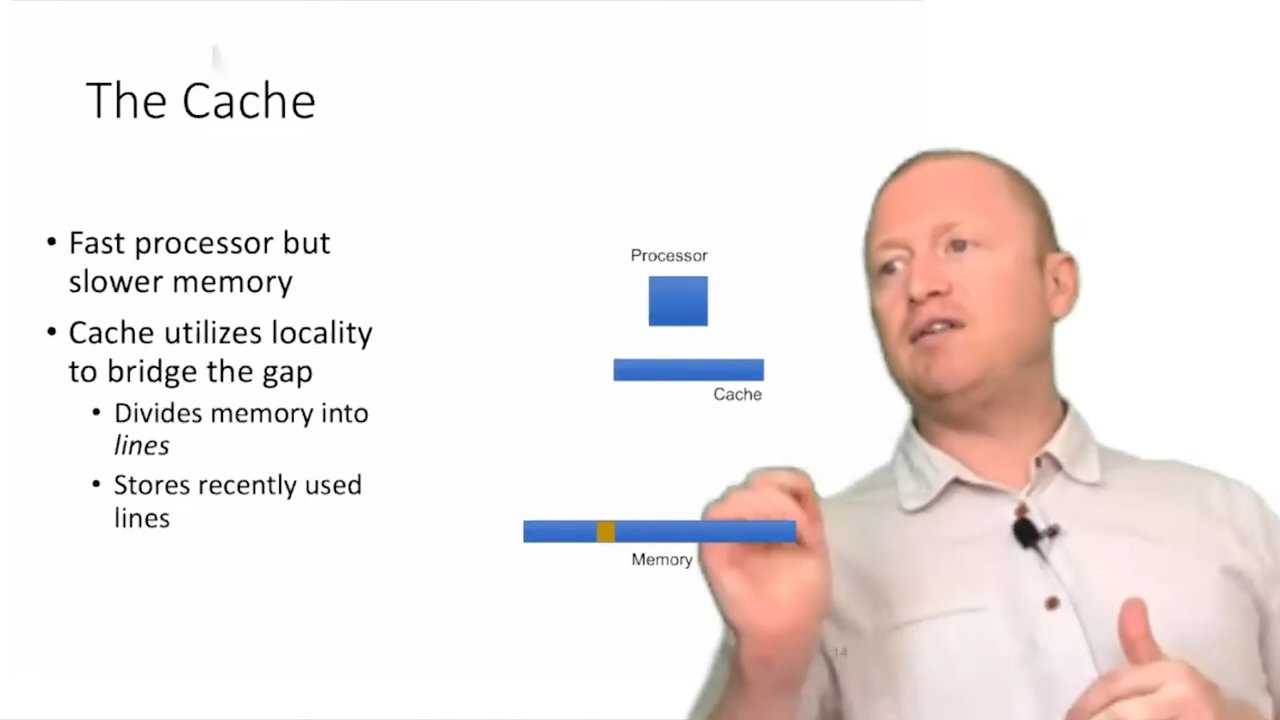 The Cache
• Fast processor but
slower memory
• Cache utilizes locality
to bridge the gap
• Divides memory into
lines
• Stores recently used
lines
Processor
Cache
Memory
14